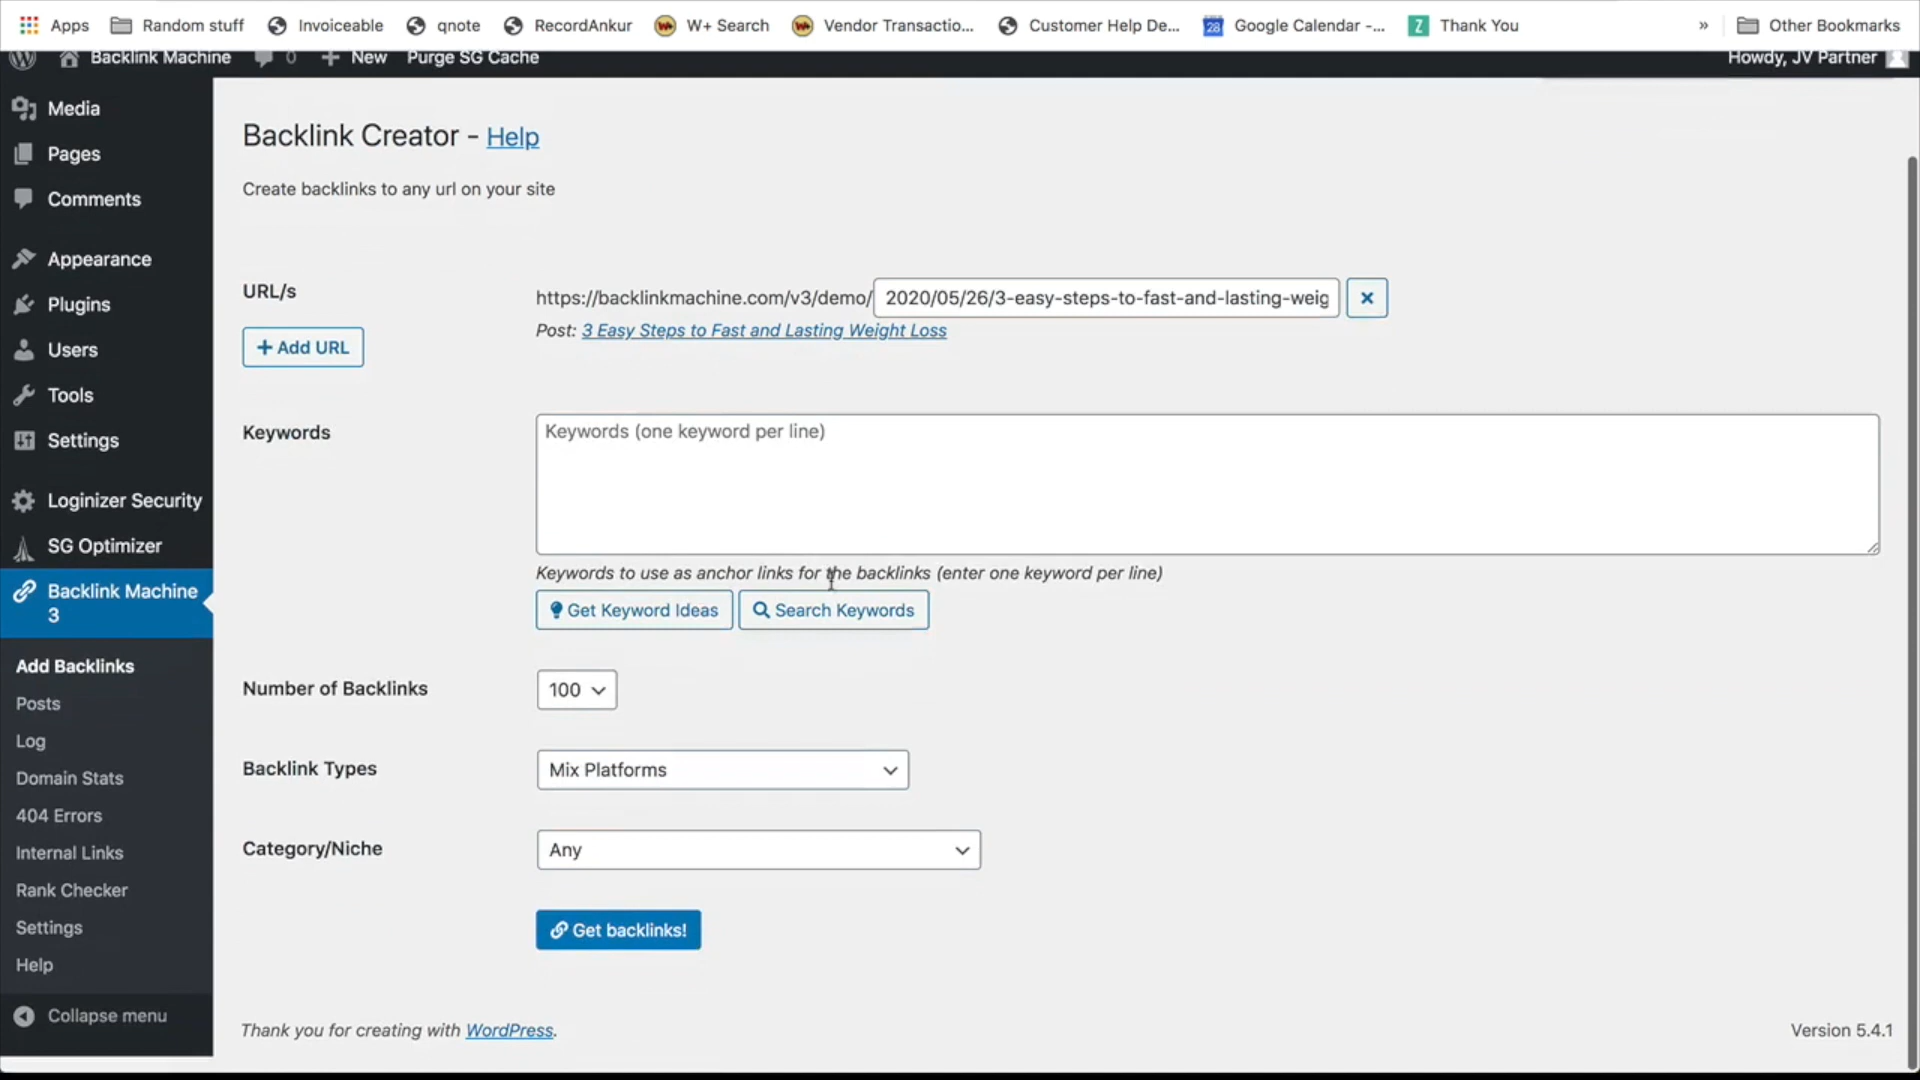 Apps Random stuff Invoiceable qnote RecordAnkur W+ Search Vendor Transactio... Customer Help De... 28 Google Calendar -... Z Thank You » Other Bookmarks
Backlink Machine 0 New Purge SG Cache Howdy, JV Partner
Media
Pages
Comments
Appearance
Plugins
Users
Tools
Settings
Loginizer Security
SG Optimizer
Backlink Machine
3
Add Backlinks
Posts
Log
Domain Stats
404 Errors
Internal Links
Rank Checker
Settings
Help
Collapse menu
Backlink Creator - Help
Create backlinks to any url on your site
URL/s
https://backlinkmachine.com/v3/demo/ 2020/05/26/3-easy-steps-to-fast-and-lasting-weig
Post: 3 Easy Steps to Fast and Lasting Weight Loss
Add URL
Keywords
Keywords (one keyword per line)
Keywords to use as anchor links for the backlinks (enter one keyword per line)
Get Keyword Ideas Search Keywords
Number of Backlinks 100
Backlink Types Mix Platforms
Category/Niche Any
Get backlinks!
Thank you for creating with WordPress. Version 5.4.1